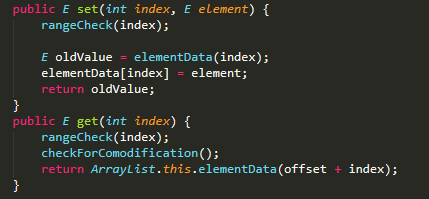 public E set(int index, E element) {
    rangeCheck(index);

    E oldValue = elementData(index);
    elementData[index] = element;
    return oldValue;
}
public E get(int index) {
    rangeCheck(index);
    checkForComodification();
    return ArrayList.this.elementData(offset + index);
}